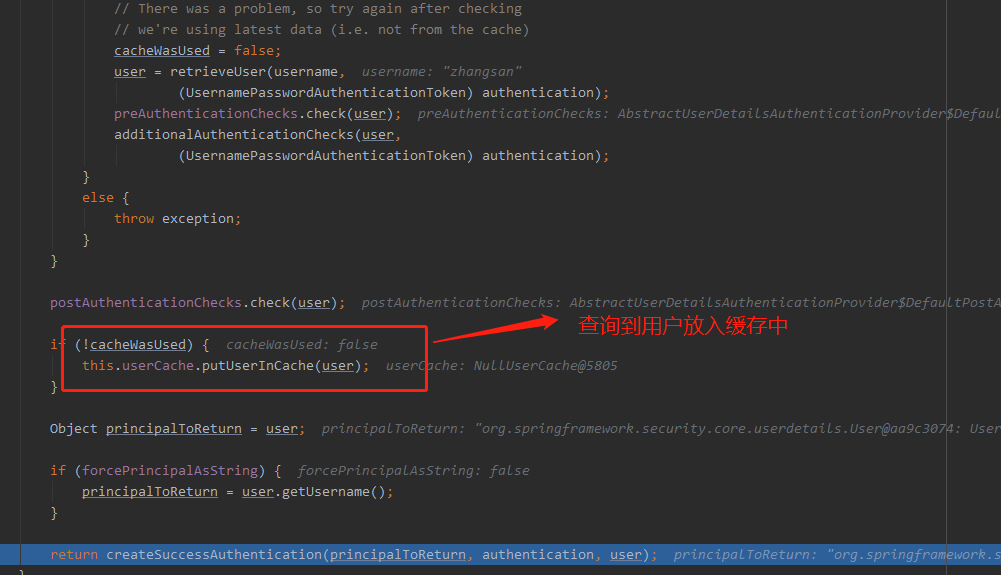 // There was a problem, so try again after checking
// we're using latest data (i.e. not from the cache)
cacheWasUsed = false;
user = retrieveUser(username,  username: "zhangsan"
(UsernamePasswordAuthenticationToken) authentication);
preAuthenticationChecks.check(user);  preAuthenticationChecks: AbstractUserDetailsAuthenticationProvider$Defaul
additionalAuthenticationChecks(user,
(UsernamePasswordAuthenticationToken) authentication);
}
else {
throw exception;
}
}
postAuthenticationChecks.check(user);  postAuthenticationChecks: AbstractUserDetailsAuthenticationProvider$DefaultPostA
查询到用户放入缓存中
if (!cacheWasUsed) {  cacheWasUsed: false
this.userCache.putUserInCache(user);  userCache: NullUserCache@5805
}
Object principalToReturn = user;  principalToReturn: "org.springframework.security.core.userdetails.User@aa9c3074: User
if (forcePrincipalAsString) {  forcePrincipalAsString: false
principalToReturn = user.getUsername();
}
return createSuccessAuthentication(principalToReturn, authentication, user);  principalToReturn: "org.springframework.s